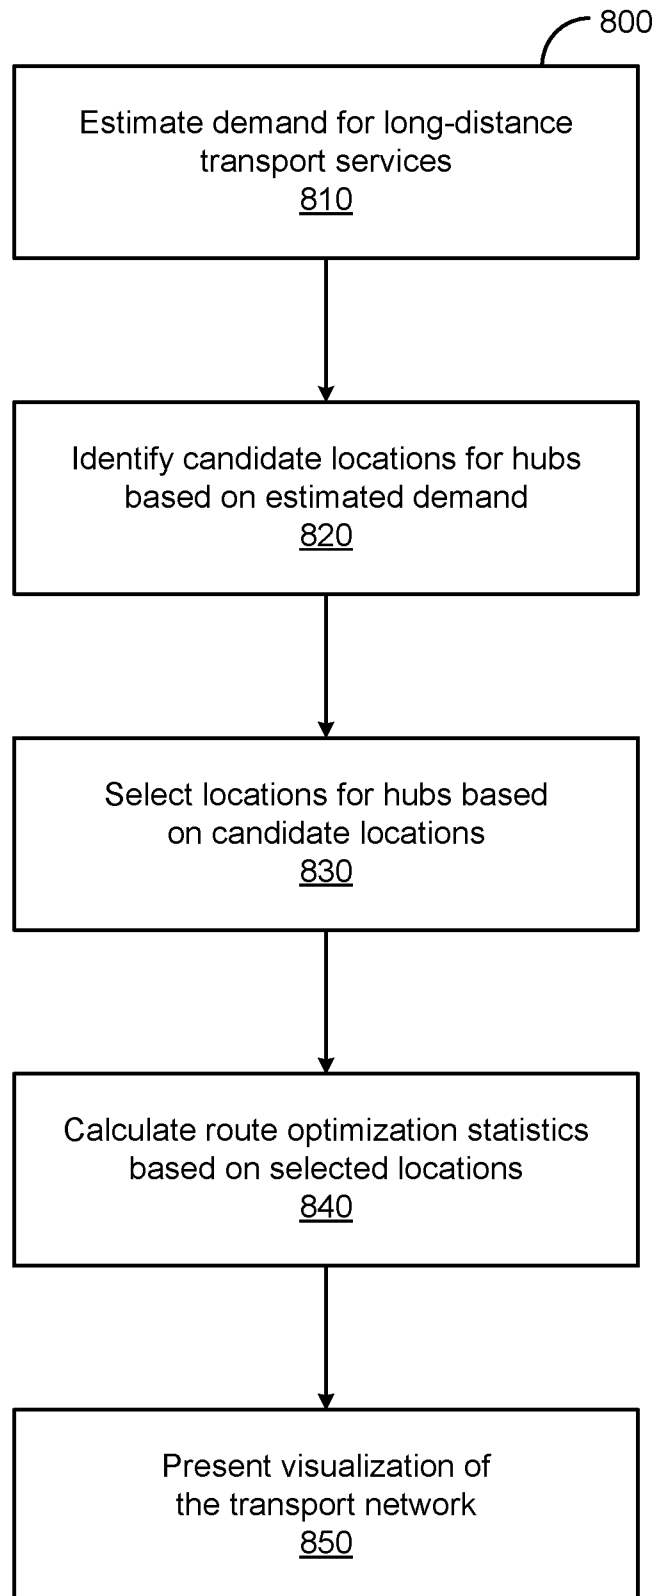 800
Estimate demand for long-distance
transport services
810
Identify candidate locations for hubs
based on estimated demand
820
Select locations for hubs based
on candidate locations
830
Calculate route optimization statistics
based on selected locations
840
Present visualization of
the transport network
850